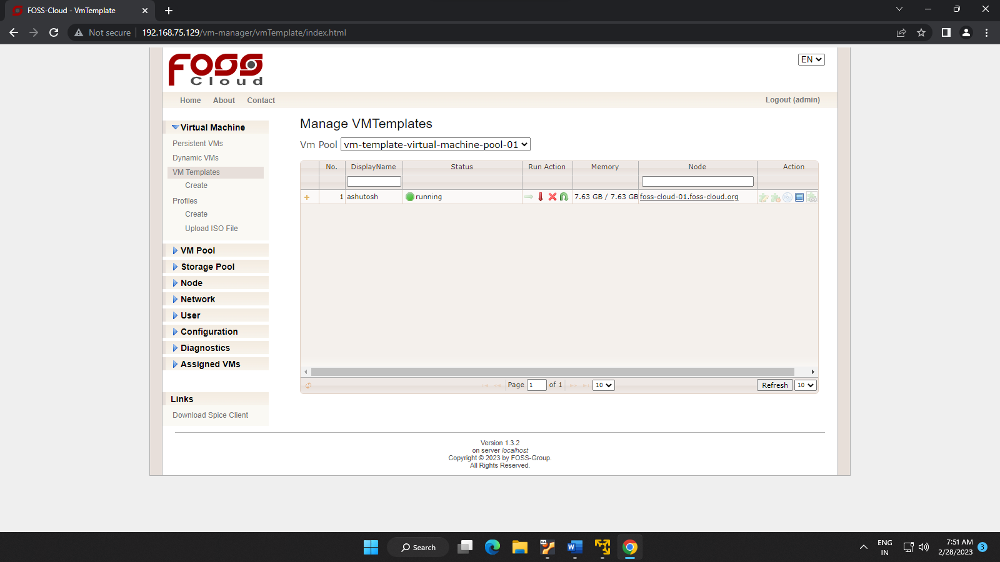 FOSS-Cloud - VmTemplate
Not secure 192.168.75.129/vm-manager/vmTemplate/index.html
FOSS
Cloud
EN
Home About Contact Logout (admin)
Virtual Machine
Persistent VMs
Dynamic VMs
VM Templates
Create
Profiles
Create
Upload ISO File
VM Pool
Storage Pool
Node
Network
User
Configuration
Diagnostics
Assigned VMs
Links
Download Spice Client
Manage VMTemplates
Vm Pool vm-template-virtual-machine-pool-01
No. DisplayName Status Run Action Memory Node Action
1 ashutosh running 7.63 GB / 7.63 GB foss-cloud-01.foss-cloud.org
Page 1 of 1 10 Refresh 10
Version 1.3.2
on server localhost
Copyright © 2023 by FOSS-Group.
All Rights Reserved.
Search
ENG
IN
7:51 AM
2/28/2023
3